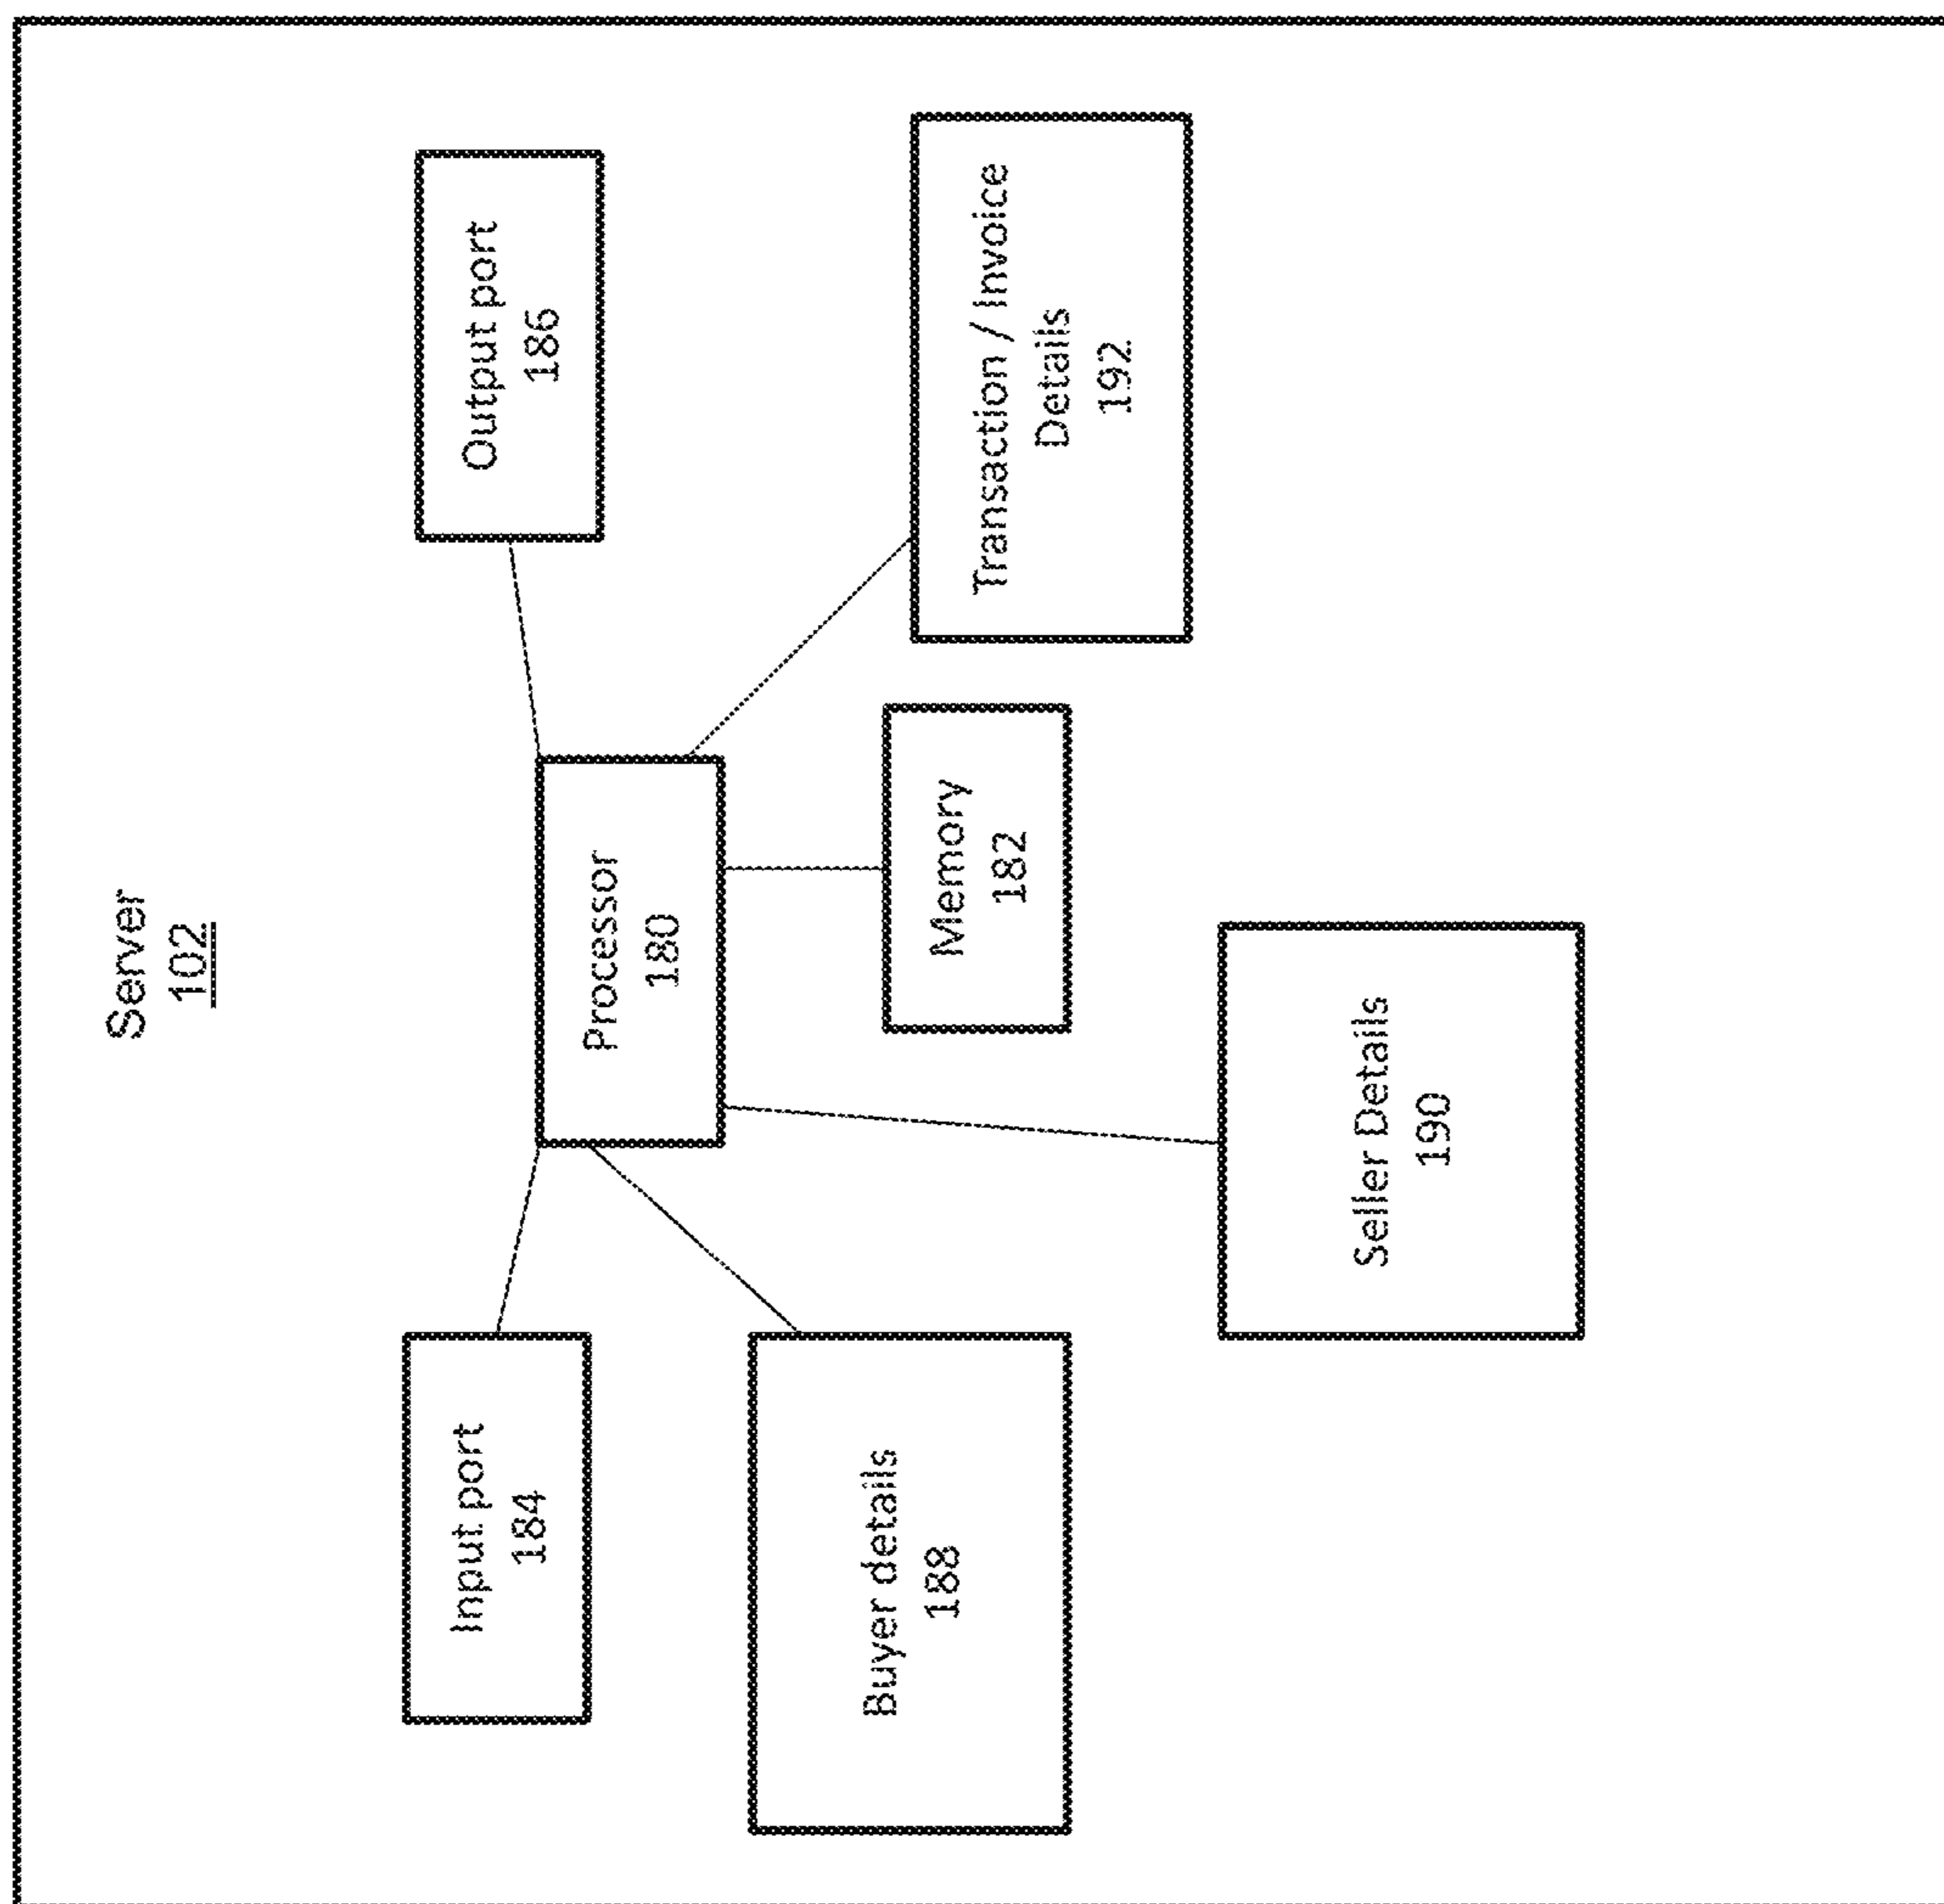 Server
102
Input port
184
Output port
186
Processor
180
Buyer details
188
Memory
182
Transaction / Invoice
Details
192
Seller Details
190